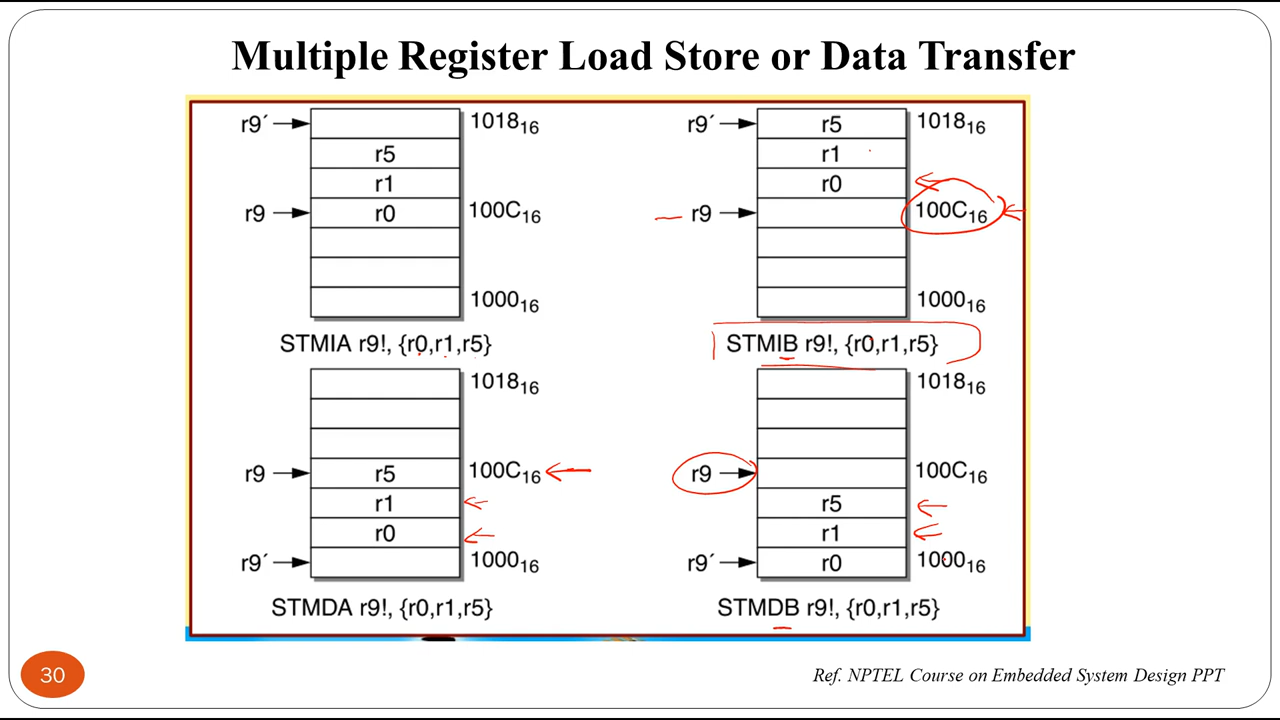 Multiple Register Load Store or Data Transfer
r9´ 1018₁₆
r5
r1
r9 r0 100C₁₆
1000₁₆
STMIA r9!, {r0,r1,r5}
r9´ r5 1018₁₆
r1
r0
r9 100C₁₆
1000₁₆
STMIB r9!, {r0,r1,r5}
1018₁₆
r9 r5 100C₁₆
r1
r0
r9´ 1000₁₆
STMDA r9!, {r0,r1,r5}
1018₁₆
r9 100C₁₆
r5
r1
r9´ r0 1000₁₆
STMDB r9!, {r0,r1,r5}
30
Ref. NPTEL Course on Embedded System Design PPT